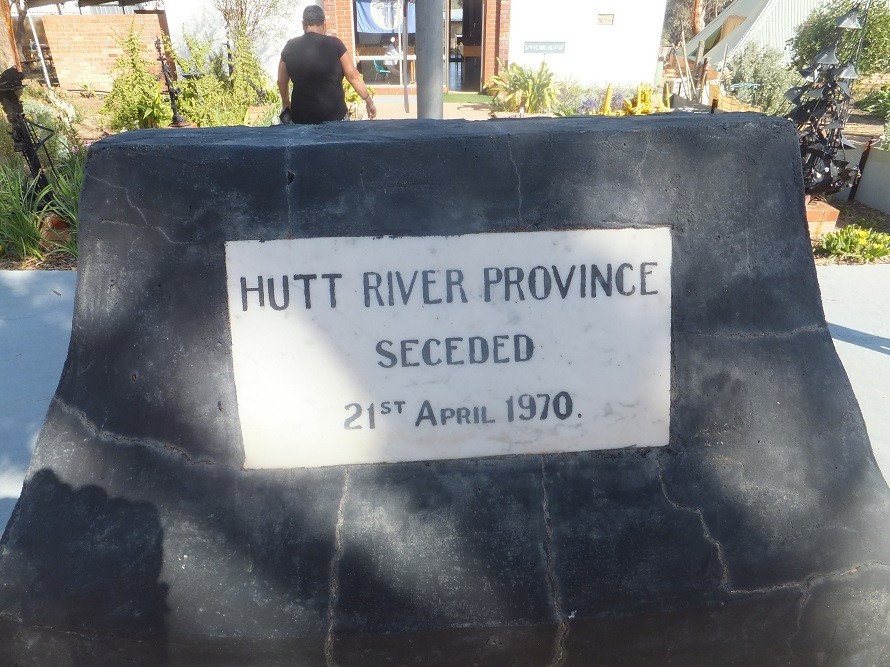 HUTT RIVER PROVINCE
SECEDED
21ST APRIL 1970.